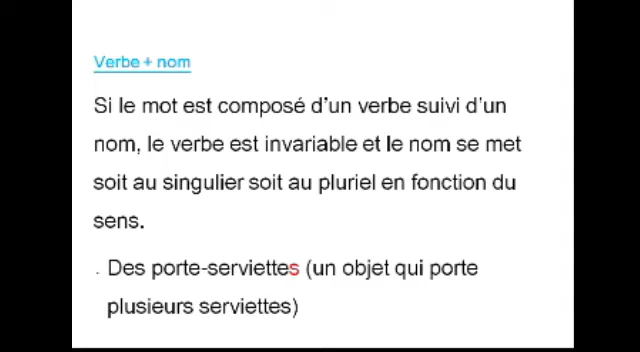 Verbe + nom
Si le mot est composé d’un verbe suivi d’un
nom, le verbe est invariable et le nom se met
soit au singulier soit au pluriel en fonction du
sens.
. Des porte-serviettes (un objet qui porte
plusieurs serviettes)